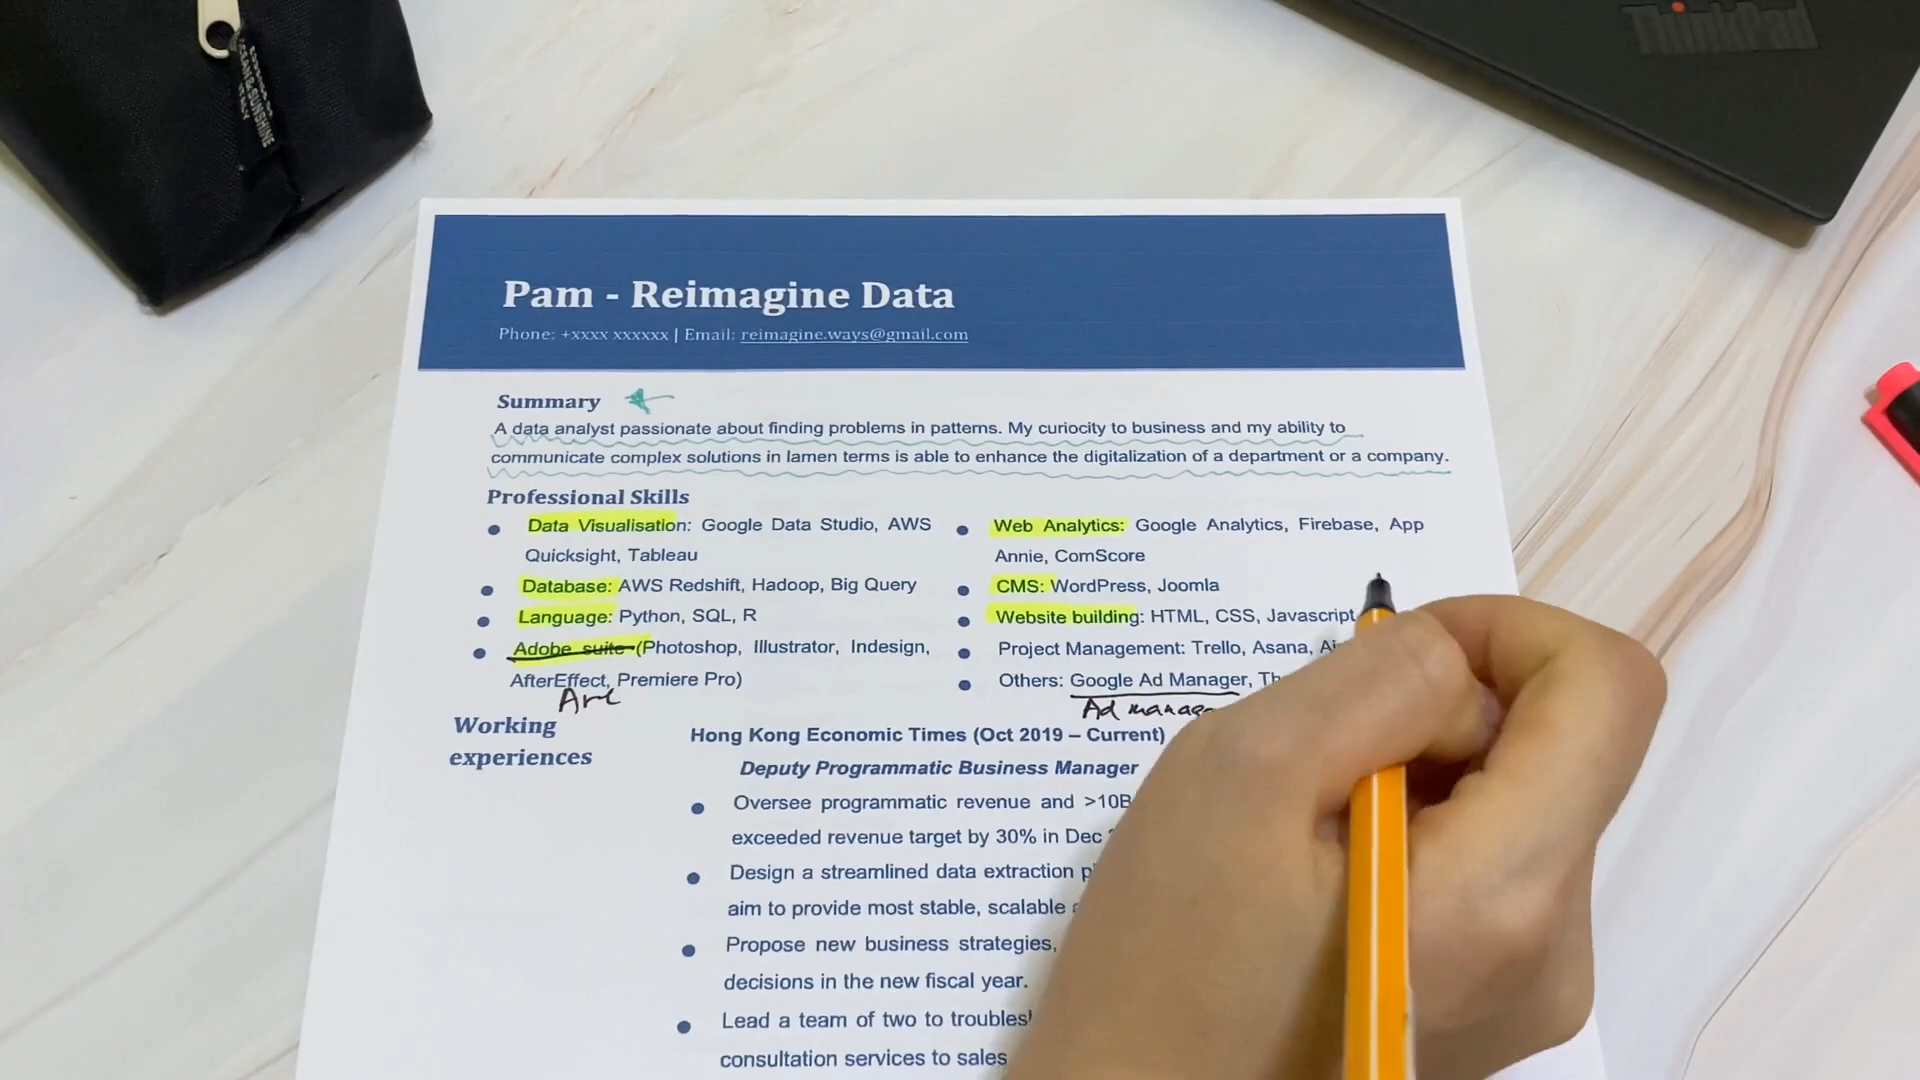 ThinkPad
Pam - Reimagine Data
Phone: +xxxx xxxxxx | Email: reimagine.ways@gmail.com
Summary
A data analyst passionate about finding problems in patterns. My curiocity to business and my ability to
communicate complex solutions in lamen terms is able to enhance the digitalization of a department or a company.
Professional Skills
Data Visualisation: Google Data Studio, AWS
Quicksight, Tableau
Database: AWS Redshift, Hadoop, Big Query
Language: Python, SQL, R
Adobe suite (Photoshop, Illustrator, Indesign,
AfterEffect, Premiere Pro)
Web Analytics: Google Analytics, Firebase, App
Annie, ComScore
CMS: WordPress, Joomla
Website building: HTML, CSS, Javascript
Project Management: Trello, Asana,
Others: Google Ad Manager,
Ad manage
Working
experiences
Hong Kong Economic Times (Oct 2019 – Current)
Deputy Programmatic Business Manager
Oversee programmatic revenue and >10B
exceeded revenue target by 30% in Dec
Design a streamlined data extraction
aim to provide most stable, scalable
Propose new business strategies,
decisions in the new fiscal year.
Lead a team of two to
consultation services to sales